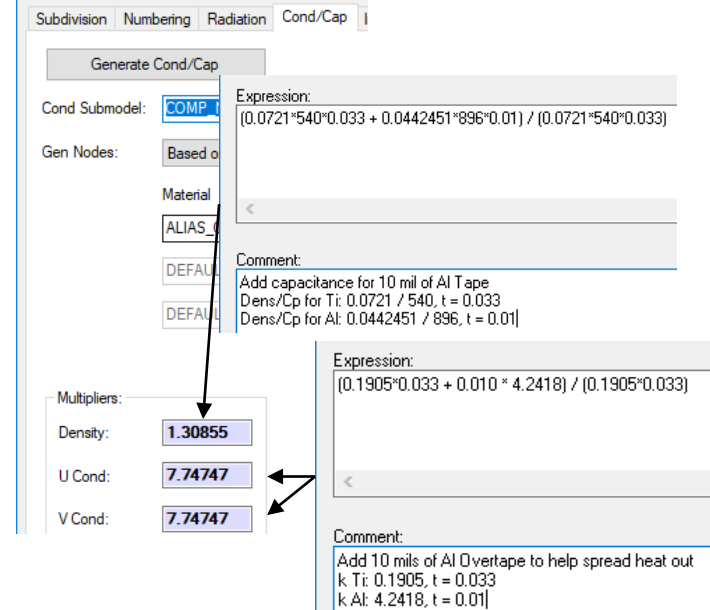 Subdivision Numbering Radiation Cond/Cap
Generate Cond/Cap
Cond Submodel:
Expression:
(0.0721*540*0.033 + 0.0442451*896*0.01) / (0.0721*540*0.033)
Gen Nodes:
Material
Comment:
Add capacitance for 10 mil of Al Tape
Dens/Cp for Ti: 0.0721 / 540, t = 0.033
Dens/Cp for Al: 0.0442451 / 896, t = 0.01
Expression:
(0.1905*0.033 + 0.010 * 4.2418) / (0.1905*0.033)
Multipliers:
Density: 1.30855
U Cond: 7.74747
V Cond: 7.74747
Comment:
Add 10 mils of Al Overtape to help spread heat out
k Ti: 0.1905, t = 0.033
k Al: 4.2418, t = 0.01